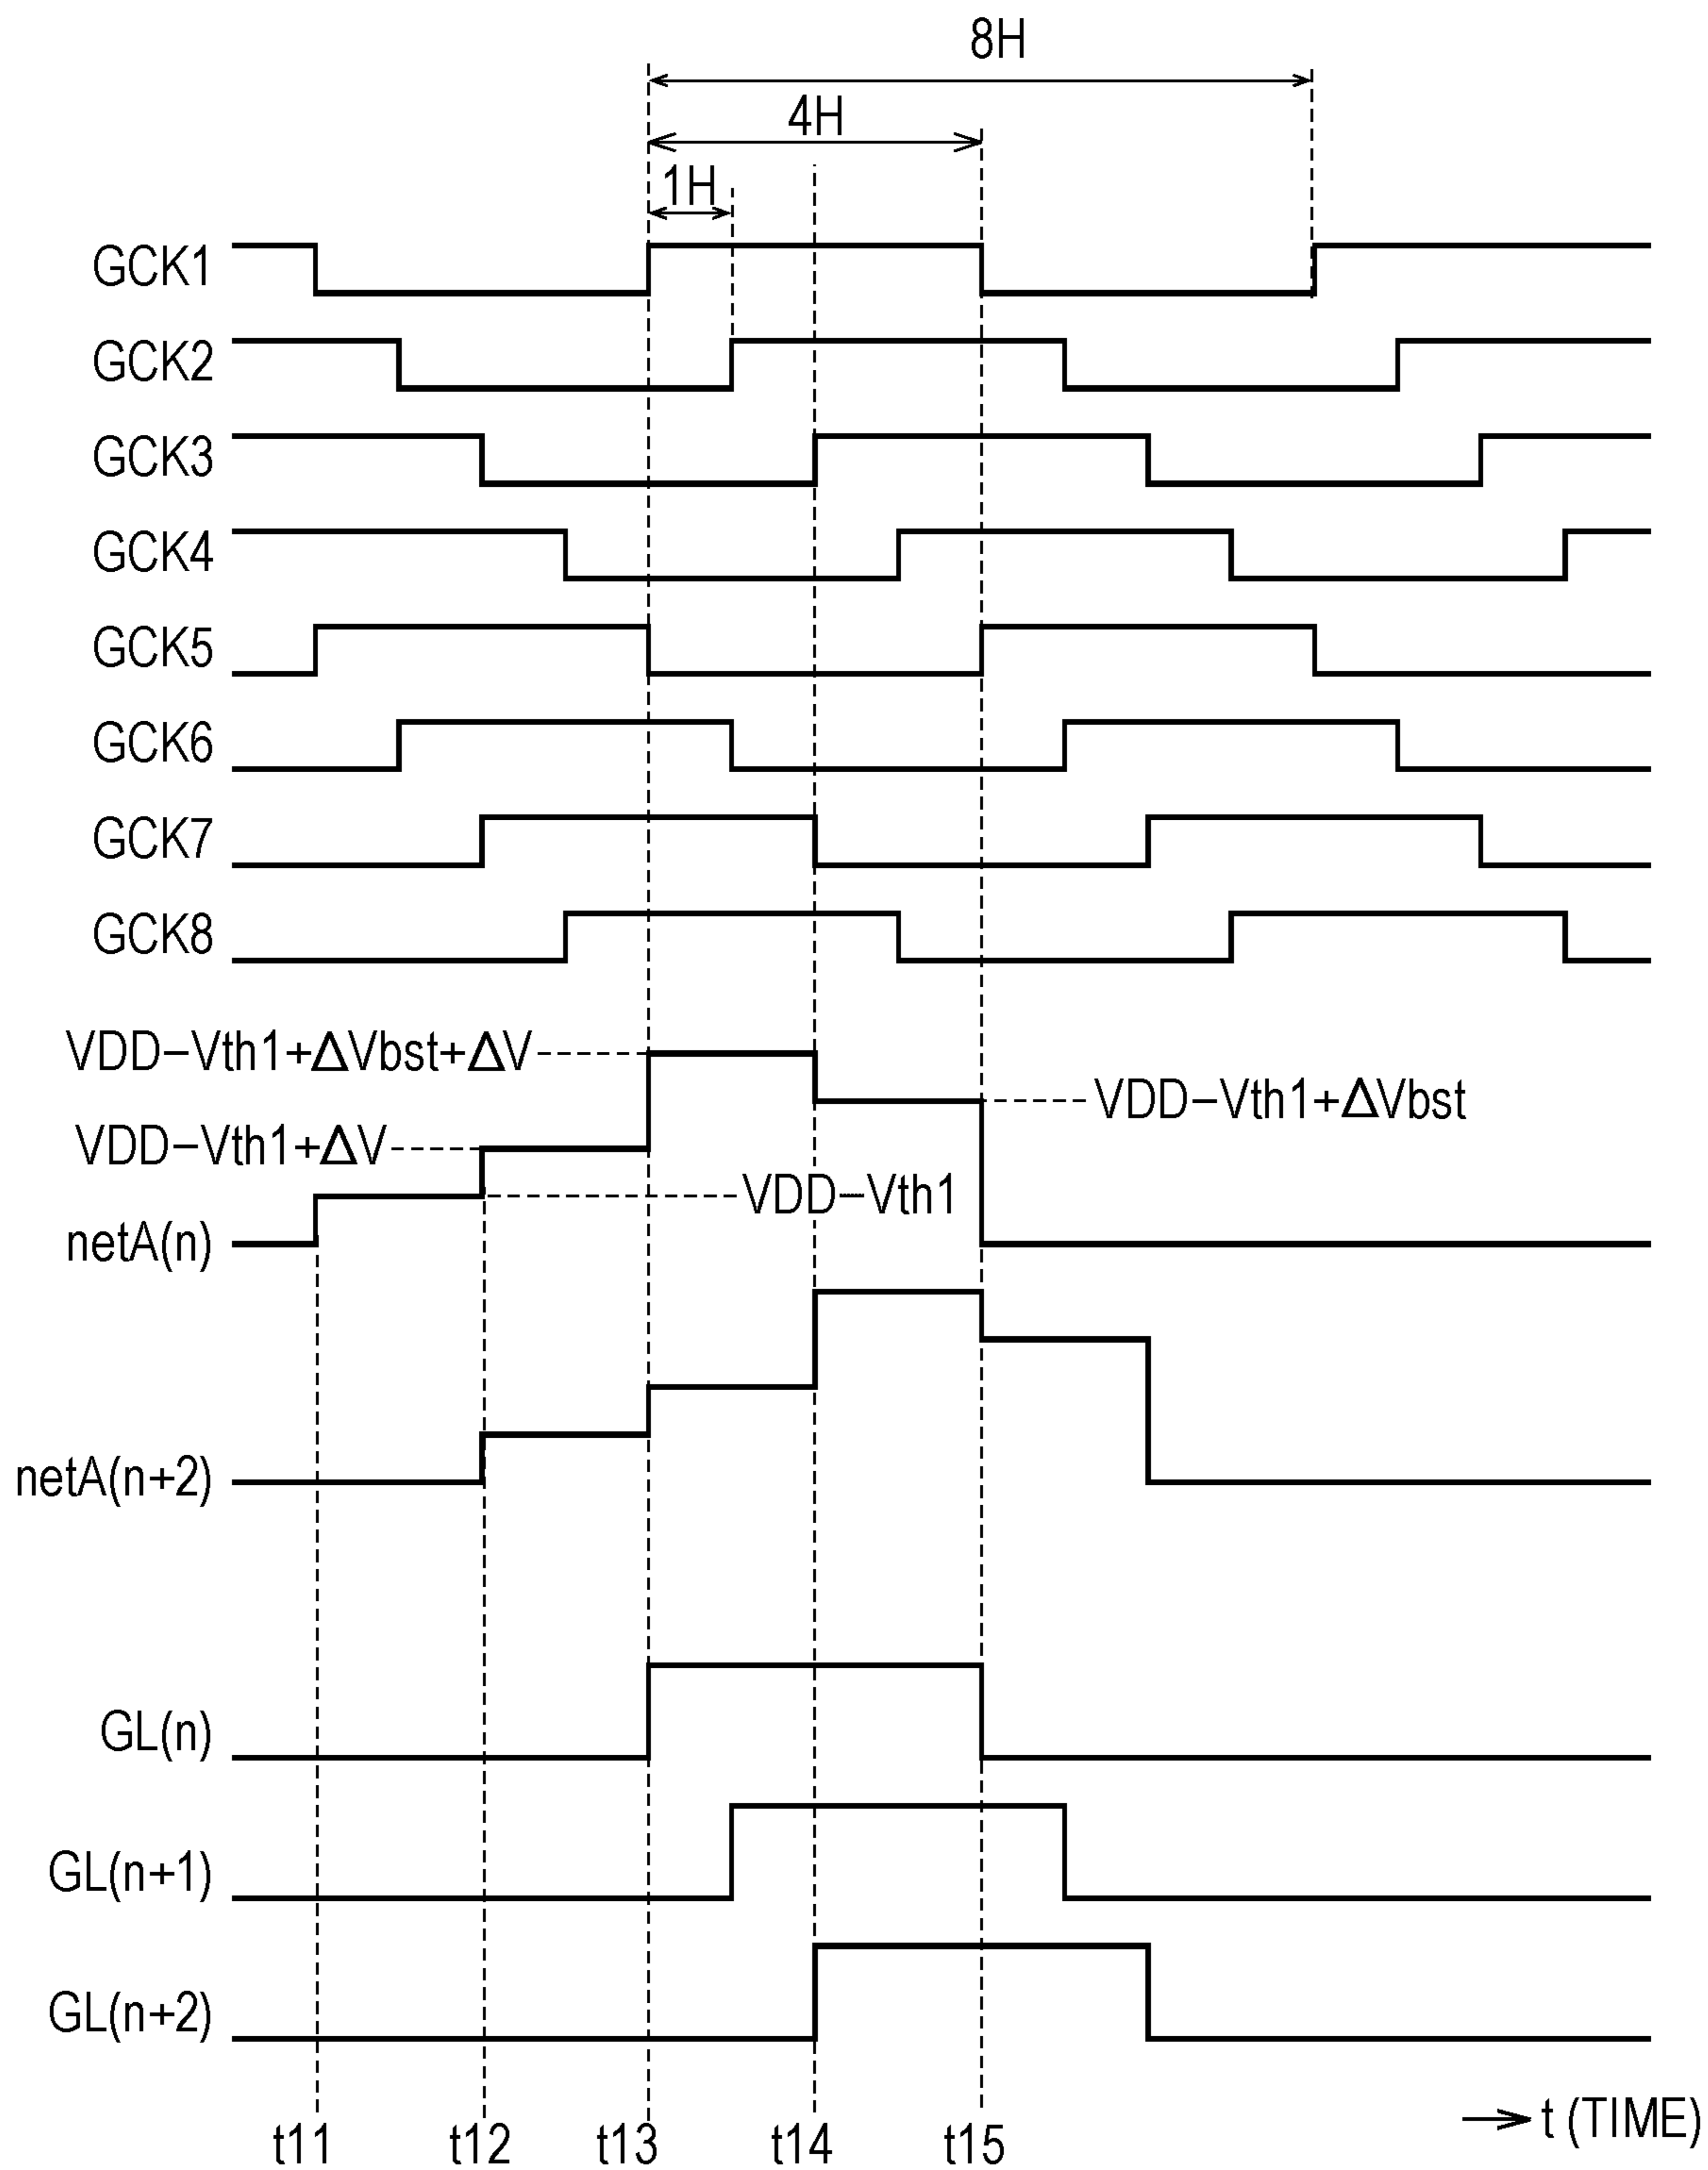 8H
4H
1H
GCK1
GCK2
GCK3
GCK4
GCK5
GCK6
GCK7
GCK8
VDD−Vth1+ΔVbst+ΔV
VDD−Vth1+ΔVbst
VDD−Vth1+ΔV
VDD−Vth1
netA(n)
netA(n+2)
GL(n)
GL(n+1)
GL(n+2)
t11 t12 t13 t14 t15
t (TIME)